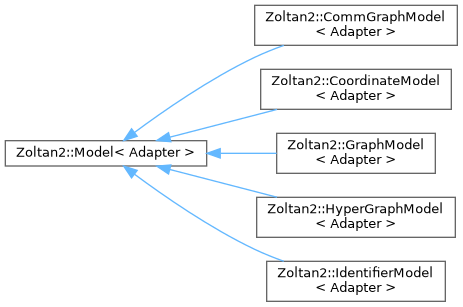 Zoltan2::CommGraphModel
< Adapter >
Zoltan2::CoordinateModel
< Adapter >
Zoltan2::Model< Adapter >
Zoltan2::GraphModel
< Adapter >
Zoltan2::HyperGraphModel
< Adapter >
Zoltan2::IdentifierModel
< Adapter >